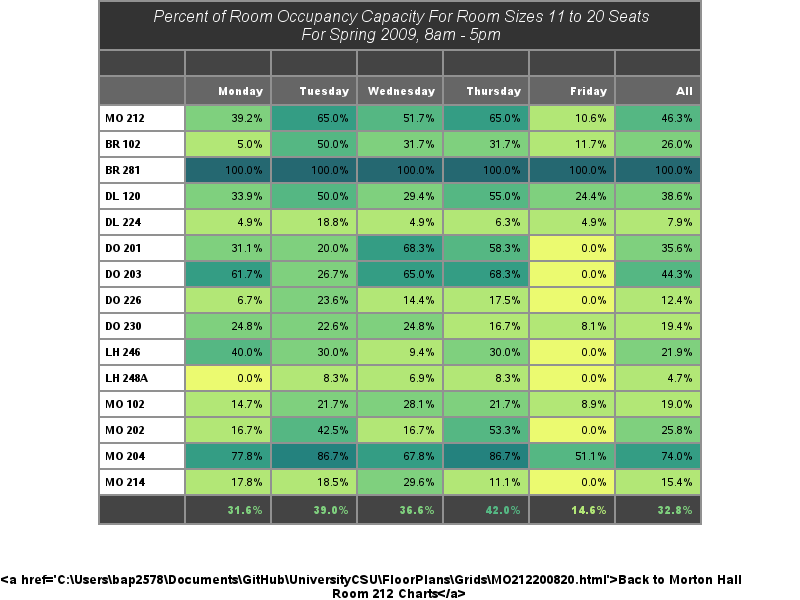 Percent of Room Occupancy Capacity For Room Sizes 11 to 20 Seats
For Spring 2009, 8am - 5pm
Monday Tuesday Wednesday Thursday Friday All
MO 212 39.2% 65.0% 51.7% 65.0% 10.6% 46.3%
BR 102 5.0% 50.0% 31.7% 31.7% 11.7% 26.0%
BR 281 100.0% 100.0% 100.0% 100.0% 100.0% 100.0%
DL 120 33.9% 50.0% 29.4% 55.0% 24.4% 38.6%
DL 224 4.9% 18.8% 4.9% 6.3% 4.9% 7.9%
DO 201 31.1% 20.0% 68.3% 58.3% 0.0% 35.6%
DO 203 61.7% 26.7% 65.0% 68.3% 0.0% 44.3%
DO 226 6.7% 23.6% 14.4% 17.5% 0.0% 12.4%
DO 230 24.8% 22.6% 24.8% 16.7% 8.1% 19.4%
LH 246 40.0% 30.0% 9.4% 30.0% 0.0% 21.9%
LH 248A 0.0% 8.3% 6.9% 8.3% 0.0% 4.7%
MO 102 14.7% 21.7% 28.1% 21.7% 8.9% 19.0%
MO 202 16.7% 42.5% 16.7% 53.3% 0.0% 25.8%
MO 204 77.8% 86.7% 67.8% 86.7% 51.1% 74.0%
MO 214 17.8% 18.5% 29.6% 11.1% 0.0% 15.4%
31.6% 39.0% 36.6% 42.0% 14.6% 32.8%
<a href='C:\Users\bap2578\Documents\GitHub\UniversityCSU\FloorPlans\Grids\MO212200820.html'>Back to Morton Hall
Room 212 Charts</a>